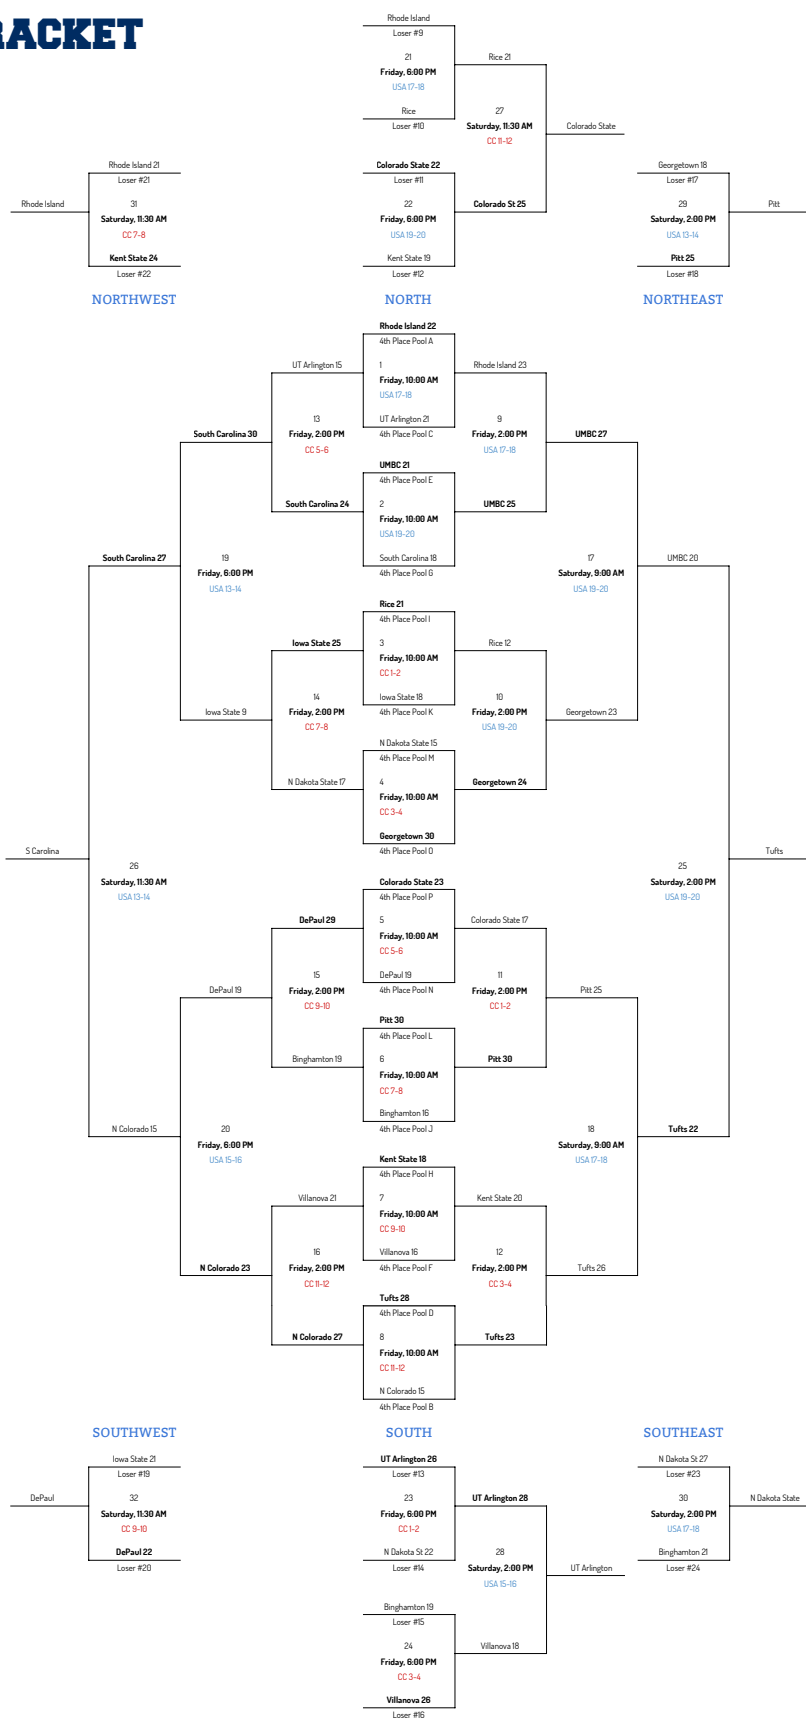 RACKET
Rhode Island
Loser #9
21
Friday, 6:00 PM
USA 17-18
Rice 21
Rice
Loser #10
27
Saturday, 11:30 AM
CC 11-12
Colorado State
Rhode Island 21
Loser #21
Rhode Island
31
Saturday, 11:30 AM
CC 7-8
Kent State 24
Loser #22
Colorado State 22
Loser #11
22
Friday, 6:00 PM
USA 19-20
Colorado St 25
Kent State 19
Loser #12
Georgetown 18
Loser #17
29
Saturday, 2:00 PM
USA 13-14
Pitt
Pitt 25
Loser #18
NORTHWEST
NORTH
NORTHEAST
Rhode Island 22
4th Place Pool A
UT Arlington 15
1
Friday, 10:00 AM
USA 17-18
Rhode Island 23
UT Arlington 21
4th Place Pool C
13
Friday, 2:00 PM
CC 5-6
9
Friday, 2:00 PM
USA 17-18
South Carolina 30
UMBC 27
UMBC 21
4th Place Pool E
South Carolina 24
2
Friday, 10:00 AM
USA 19-20
UMBC 25
South Carolina 18
4th Place Pool G
South Carolina 27
19
Friday, 6:00 PM
USA 13-14
17
Saturday, 9:00 AM
USA 19-20
UMBC 20
Rice 21
4th Place Pool I
Iowa State 25
3
Friday, 10:00 AM
CC 1-2
Rice 12
Iowa State 18
4th Place Pool K
14
Friday, 2:00 PM
CC 7-8
10
Friday, 2:00 PM
USA 19-20
Iowa State 9
Georgetown 23
N Dakota State 15
4th Place Pool M
N Dakota State 17
4
Friday, 10:00 AM
CC 3-4
Georgetown 24
Georgetown 30
4th Place Pool O
S Carolina
26
Saturday, 11:30 AM
USA 13-14
25
Saturday, 2:00 PM
USA 19-20
Tufts
Colorado State 23
4th Place Pool P
DePaul 29
5
Friday, 10:00 AM
CC 5-6
Colorado State 17
DePaul 19
4th Place Pool N
15
Friday, 2:00 PM
CC 9-10
11
Friday, 2:00 PM
CC 1-2
DePaul 19
Pitt 25
Pitt 30
4th Place Pool L
Binghamton 19
6
Friday, 10:00 AM
CC 7-8
Pitt 30
Binghamton 16
4th Place Pool J
N Colorado 15
20
Friday, 6:00 PM
USA 15-16
18
Saturday, 9:00 AM
USA 17-18
Tufts 22
Kent State 18
4th Place Pool H
Villanova 21
7
Friday, 10:00 AM
CC 9-10
Kent State 20
Villanova 16
4th Place Pool F
16
Friday, 2:00 PM
CC 11-12
12
Friday, 2:00 PM
CC 3-4
N Colorado 23
Tufts 26
Tufts 28
4th Place Pool D
N Colorado 27
8
Friday, 10:00 AM
CC 11-12
Tufts 23
N Colorado 15
4th Place Pool B
SOUTHWEST
SOUTH
SOUTHEAST
Iowa State 21
Loser #19
DePaul
32
Saturday, 11:30 AM
CC 9-10
DePaul 22
Loser #20
UT Arlington 26
Loser #13
23
Friday, 6:00 PM
CC 1-2
UT Arlington 28
N Dakota St 22
Loser #14
28
Saturday, 2:00 PM
USA 15-16
UT Arlington
N Dakota St 27
Loser #23
30
Saturday, 2:00 PM
USA 17-18
N Dakota State
Binghamton 21
Loser #24
Binghamton 19
Loser #15
24
Friday, 6:00 PM
CC 3-4
Villanova 18
Villanova 26
Loser #16